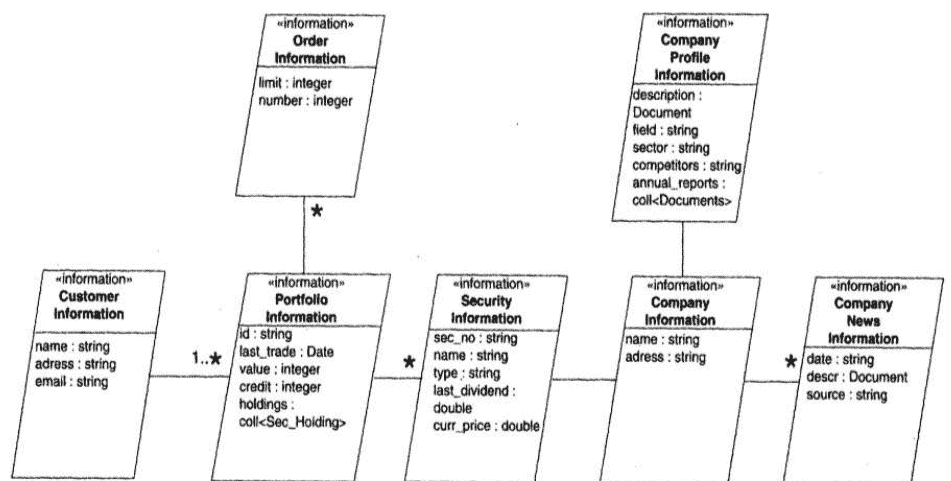 «information»
Order
Information
limit : integer
number : integer
*
«information»
Company
Profile
Information
description :
Document
field : string
sector : string
competitors : string
annual_reports :
coll<Documents>
«information»
Customer
Information
name : string
adress : string
email : string
1..*
«information»
Portfolio
Information
id : string
last_trade : Date
value : integer
credit : integer
holdings :
coll<Sec_Holding>
*
«information»
Security
Information
sec_no : string
name : string
type : string
last_dividend :
double
curr_price : double
«information»
Company
Information
name : string
adress : string
*
«information»
Company
News
Information
date : string
descr : Document
source : string